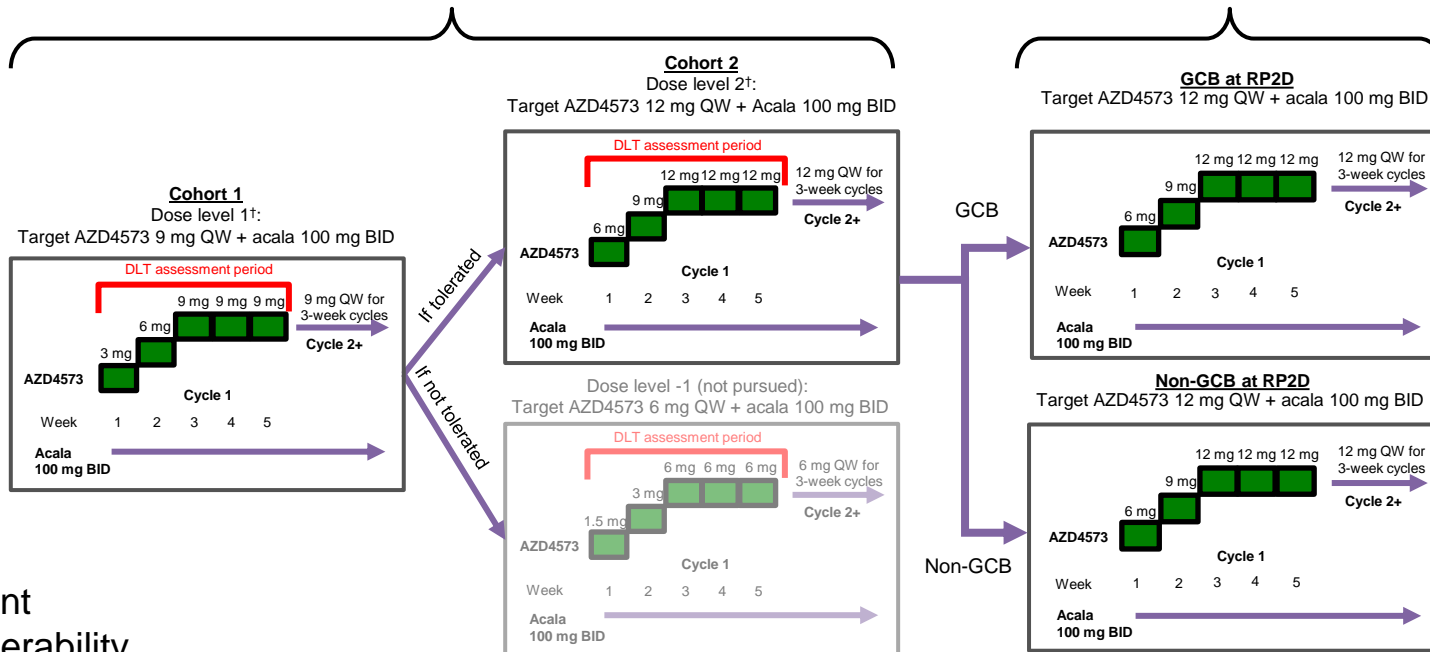 Cohort 1
Dose level 1†:
Target AZD4573 9 mg QW + acala 100 mg BID
DLT assessment period
9 mg 9 mg 9 mg
6 mg
3 mg
9 mg QW for
3-week cycles
Cycle 2+
AZD4573
Cycle 1
Week 1 2 3 4 5
Acala
100 mg BID
If tolerated
If not tolerated
Cohort 2
Dose level 2†:
Target AZD4573 12 mg QW + Acala 100 mg BID
DLT assessment period
12 mg 12 mg 12 mg
9 mg
6 mg
12 mg QW for
3-week cycles
Cycle 2+
AZD4573
Cycle 1
Week 1 2 3 4 5
Acala
100 mg BID
Dose level -1 (not pursued):
Target AZD4573 6 mg QW + acala 100 mg BID
DLT assessment period
6 mg 6 mg 6 mg
3 mg
1.5 mg
6 mg QW for
3-week cycles
Cycle 2+
AZD4573
Cycle 1
Week 1 2 3 4 5
Acala
100 mg BID
GCB
Non-GCB
GCB at RP2D
Target AZD4573 12 mg QW + acala 100 mg BID
12 mg 12 mg 12 mg
9 mg
6 mg
12 mg QW for
3-week cycles
Cycle 2+
AZD4573
Cycle 1
Week 1 2 3 4 5
Acala
100 mg BID
Non-GCB at RP2D
Target AZD4573 12 mg QW + acala 100 mg BID
12 mg 12 mg 12 mg
9 mg
6 mg
12 mg QW for
3-week cycles
Cycle 2+
AZD4573
Cycle 1
Week 1 2 3 4 5
Acala
100 mg BID